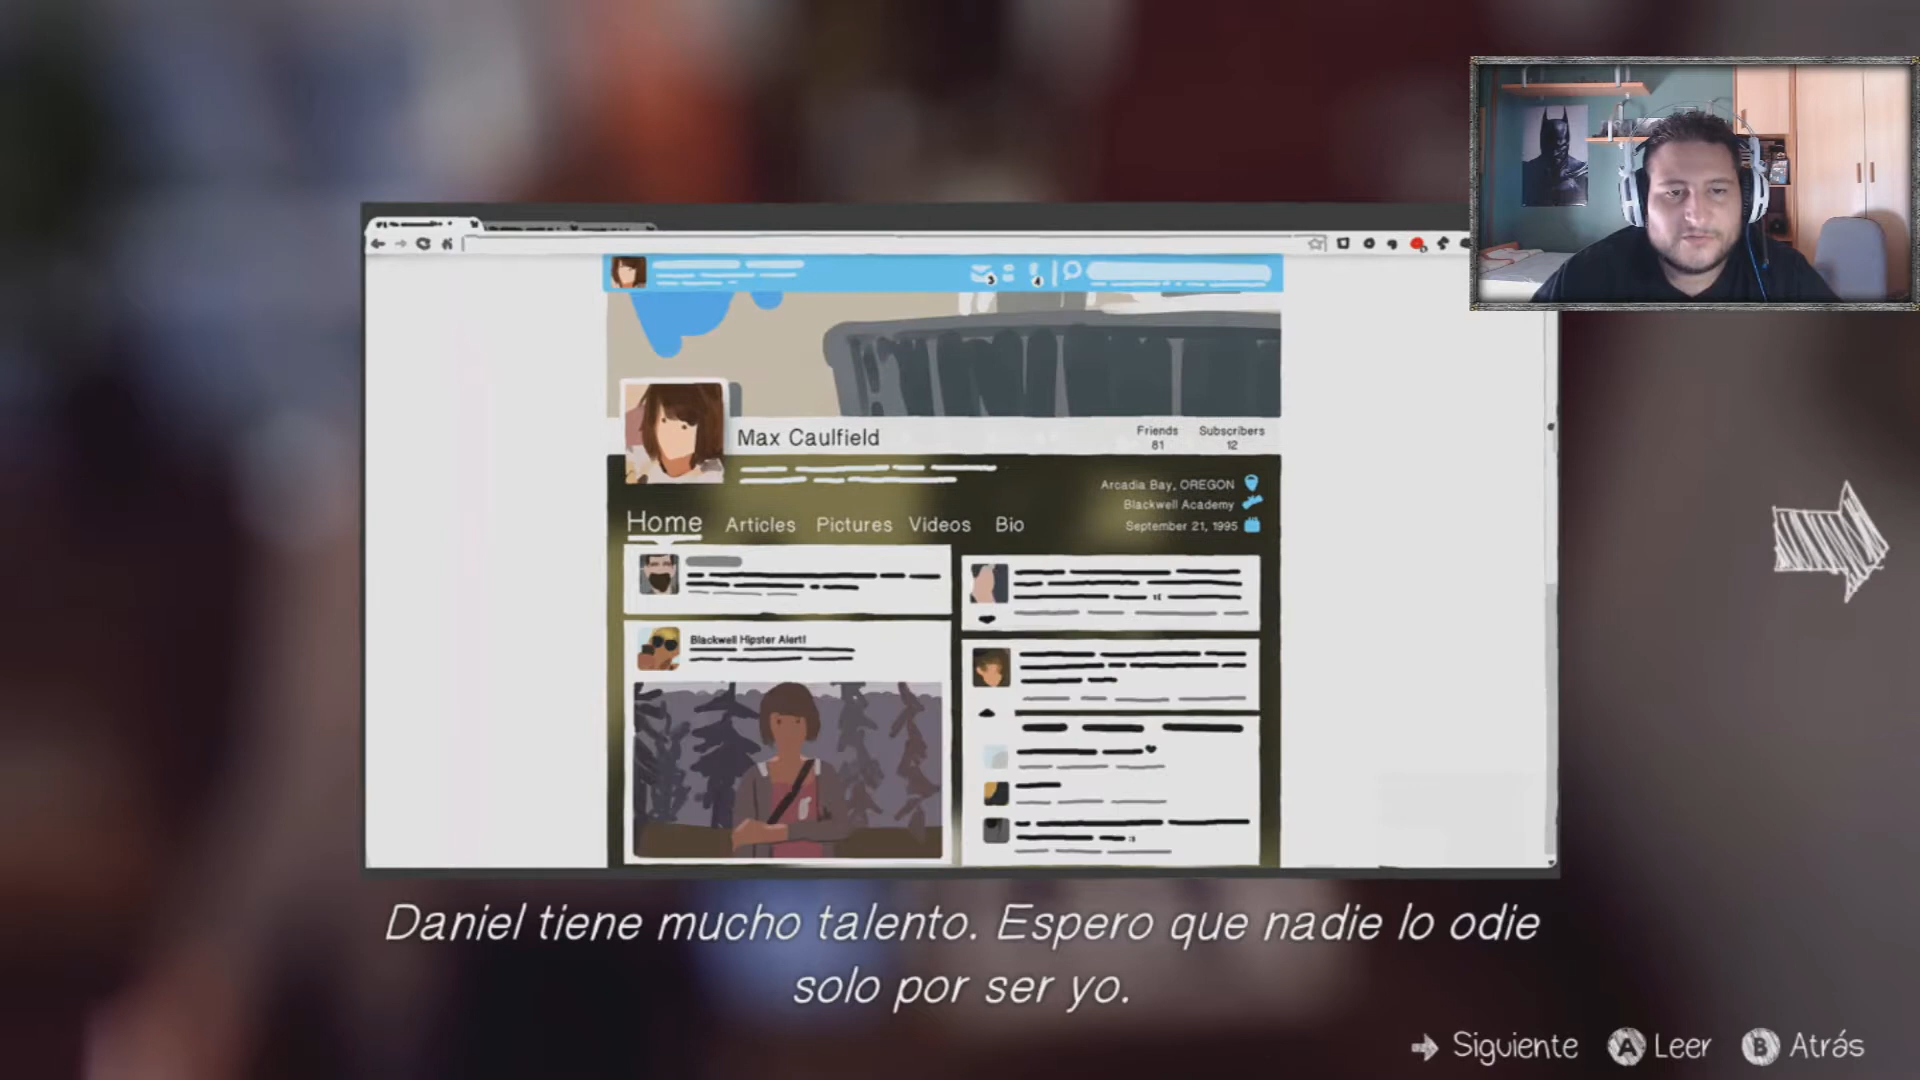 Max Caulfield
Friends
81
Subscribers
12
Arcadia Bay, OREGON
Blackwell Academy
September 21, 1995
Home Articles Pictures Videos Bio
Blackwell Hipster Alert!
Daniel tiene mucho talento. Espero que nadie lo odie
solo por ser yo.
Siguiente A Leer B Atrás